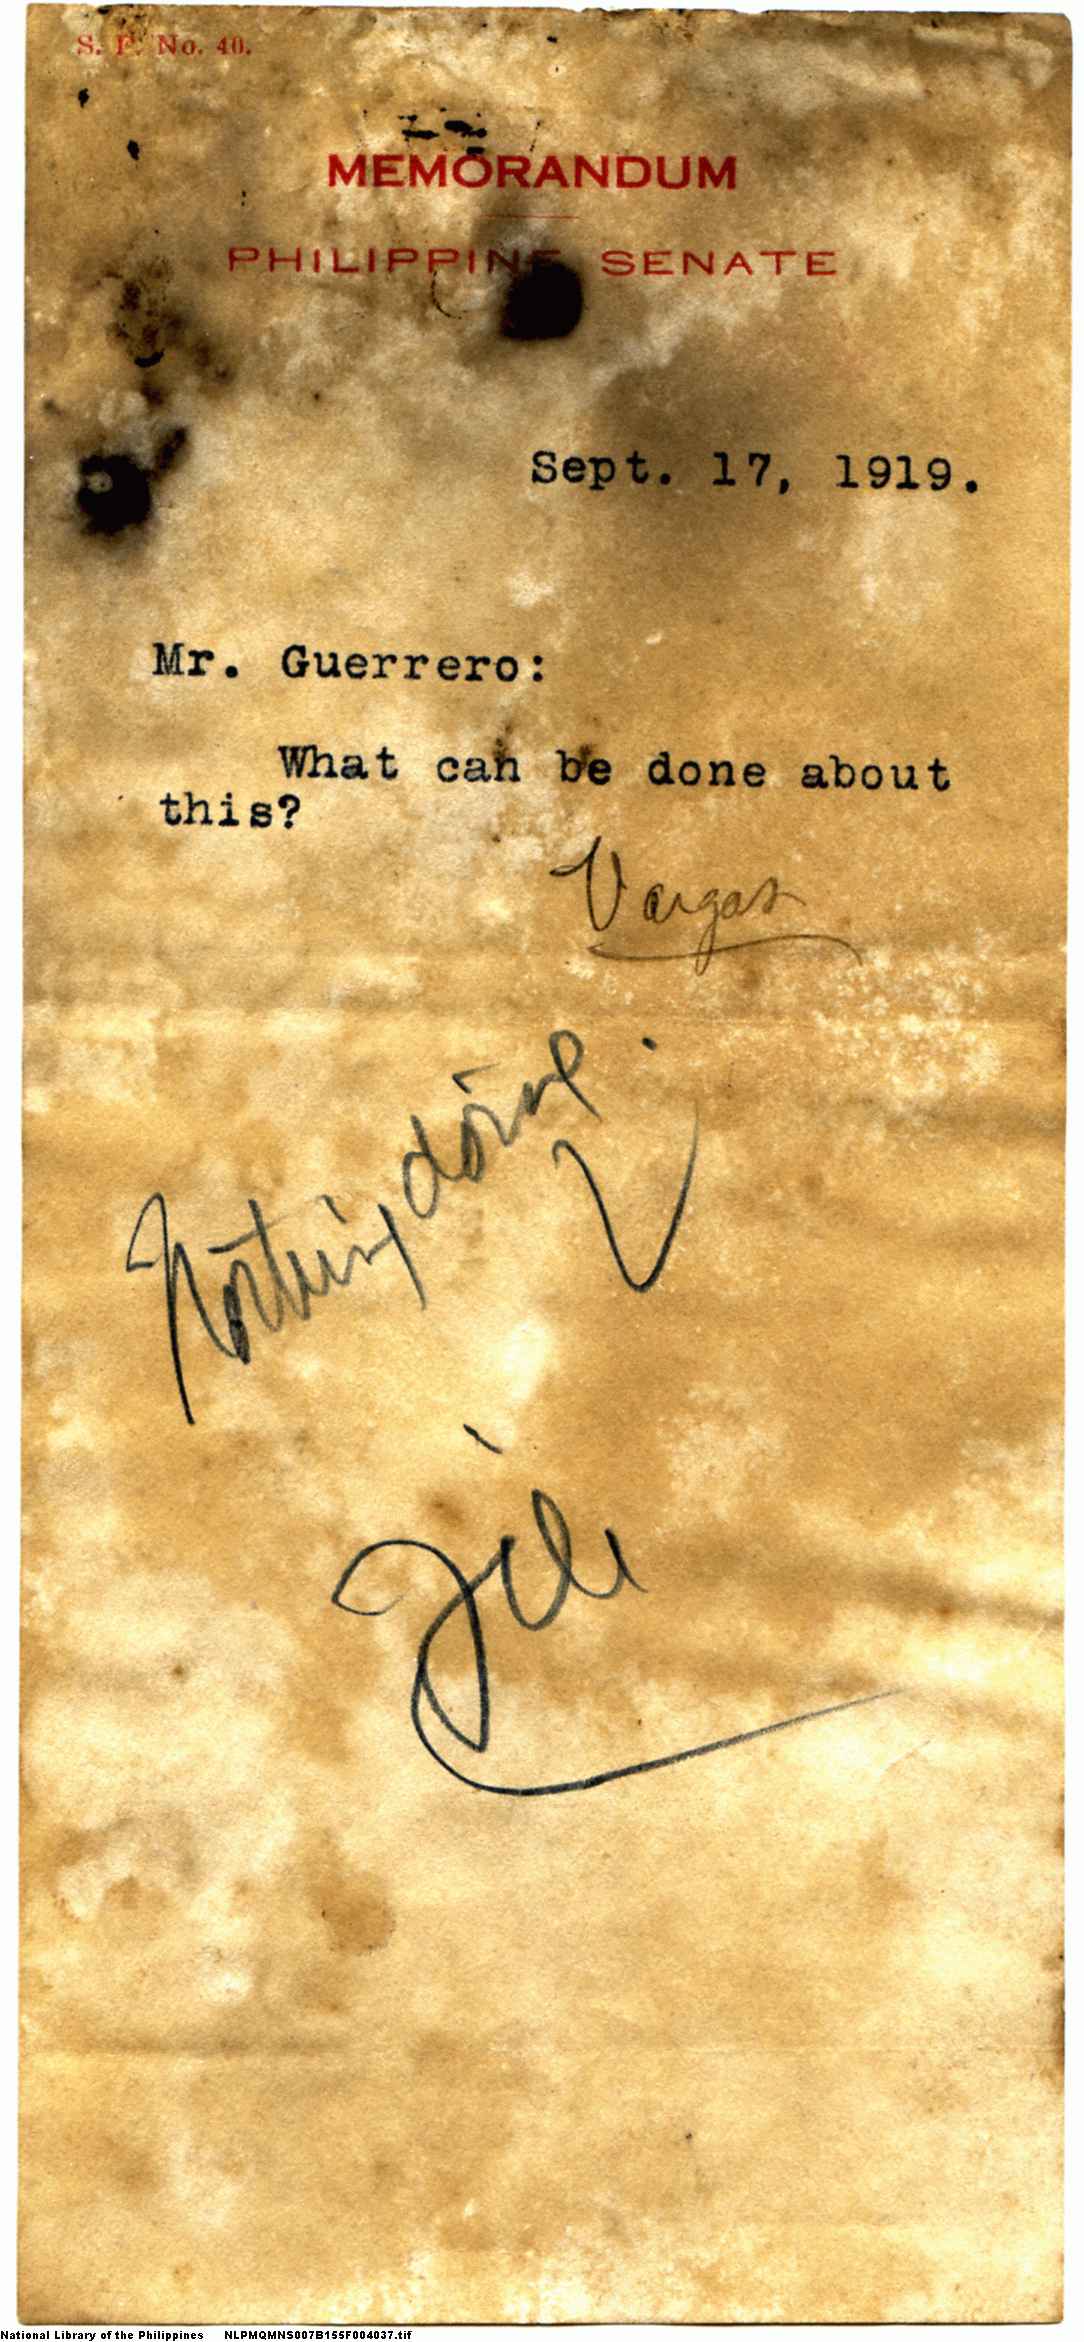 S. F. No. 40.
MEMORANDUM
PHILIPPINE SENATE
Sept. 17, 1919.
Mr. Guerrero:
What can be done about
this?
Vargas
Nothing doing.
File
National Library of the Philippines NLPMQMNS007B155F004037.tif